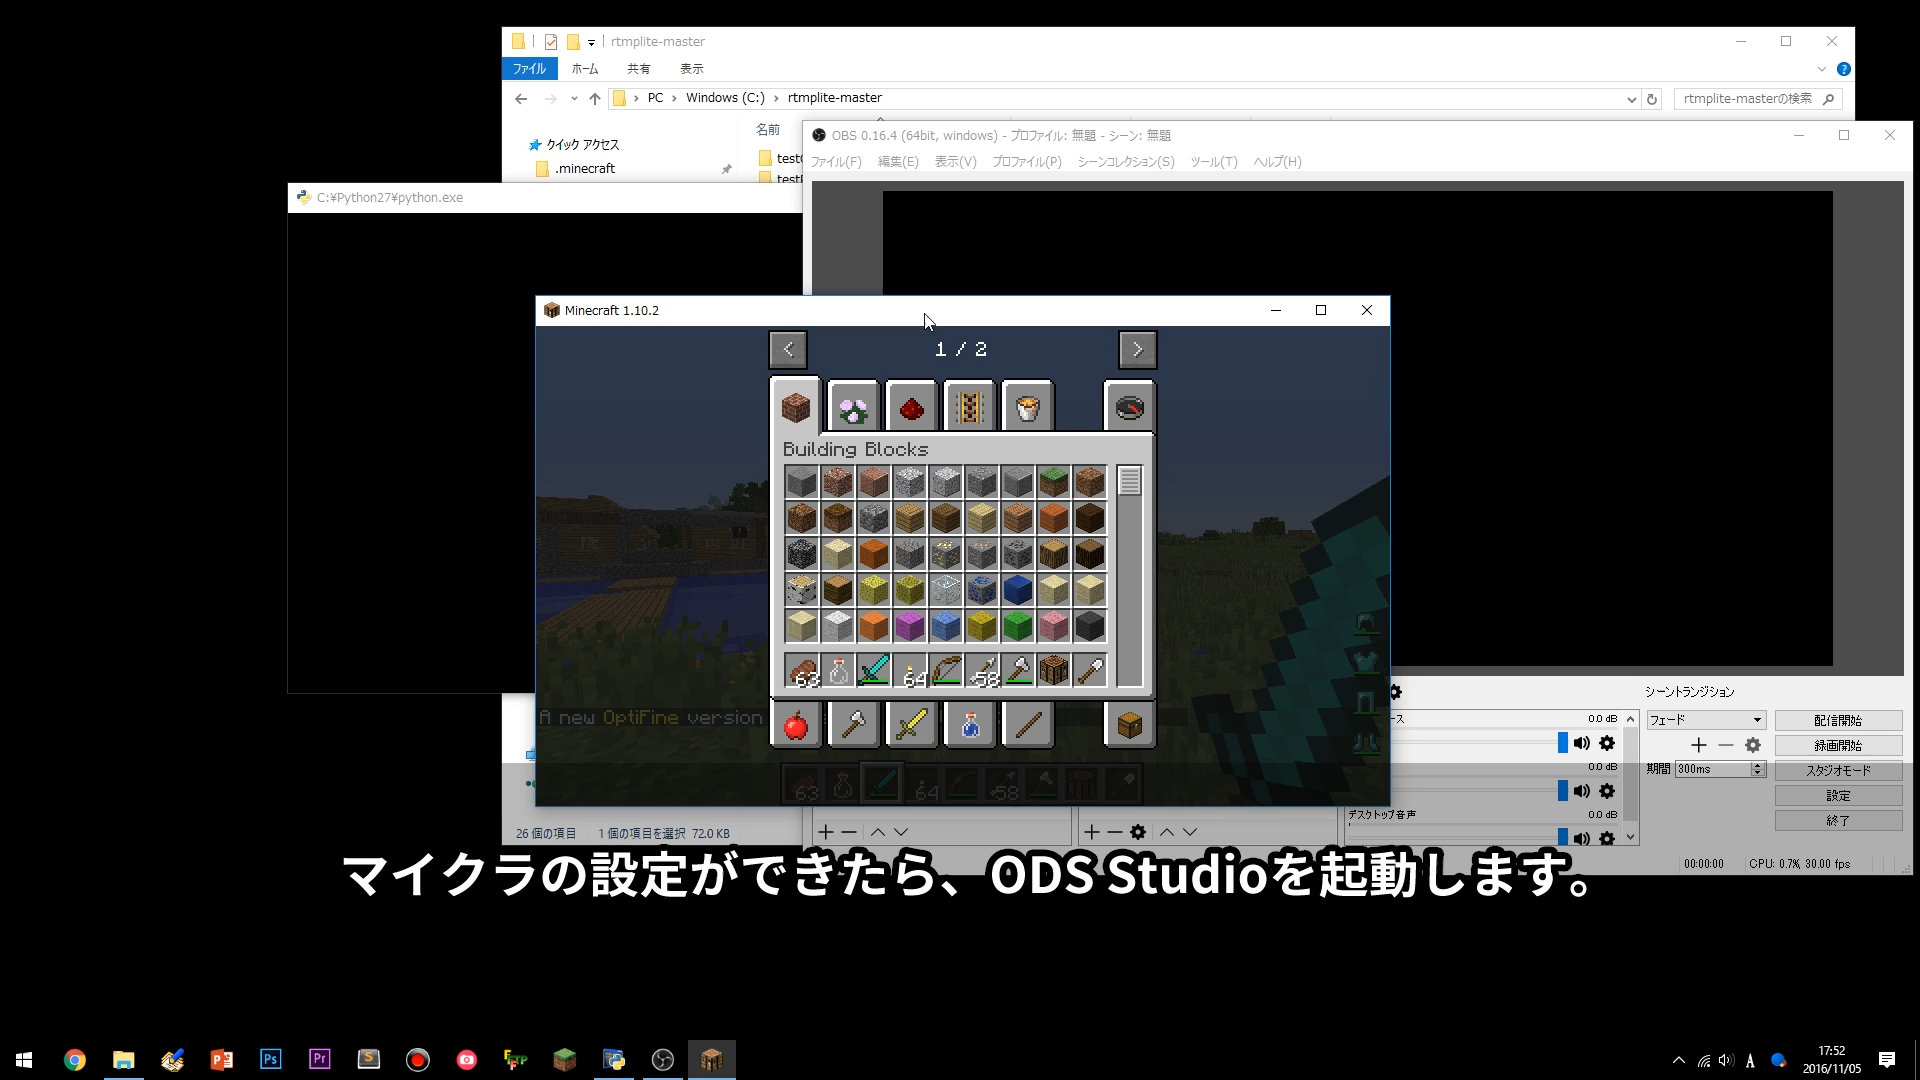 rtmplite-master
ファイル ホーム 共有 表示
PC Windows (C:) rtmplite-master
rtmplite-masterの検索
クイック アクセス
.minecraft
名前
OBS 0.16.4 (64bit, windows) - プロファイル: 無題 - シーン: 無題
ファイル(F) 編集(E) 表示(V) プロファイル(P) シーンコレクション(S) ツール(T) ヘルプ(H)
C:¥Python27¥python.exe
Minecraft 1.10.2
1 / 2
Building Blocks
63 64 58
A new OptiFine version
63 64 58
シーントランジション
フェード
期間 300ms
配信開始
録画開始
スタジオモード
設定
終了
0.0 dB
0.0 dB
デスクトップ音声 0.0 dB
26 個の項目 1 個の項目を選択 72.0 KB
00:00:00 CPU: 0.7%, 30.00 fps
マイクラの設定ができたら、ODS Studioを起動します。
Ps Pr S FFTP
A
17:52
2016/11/05